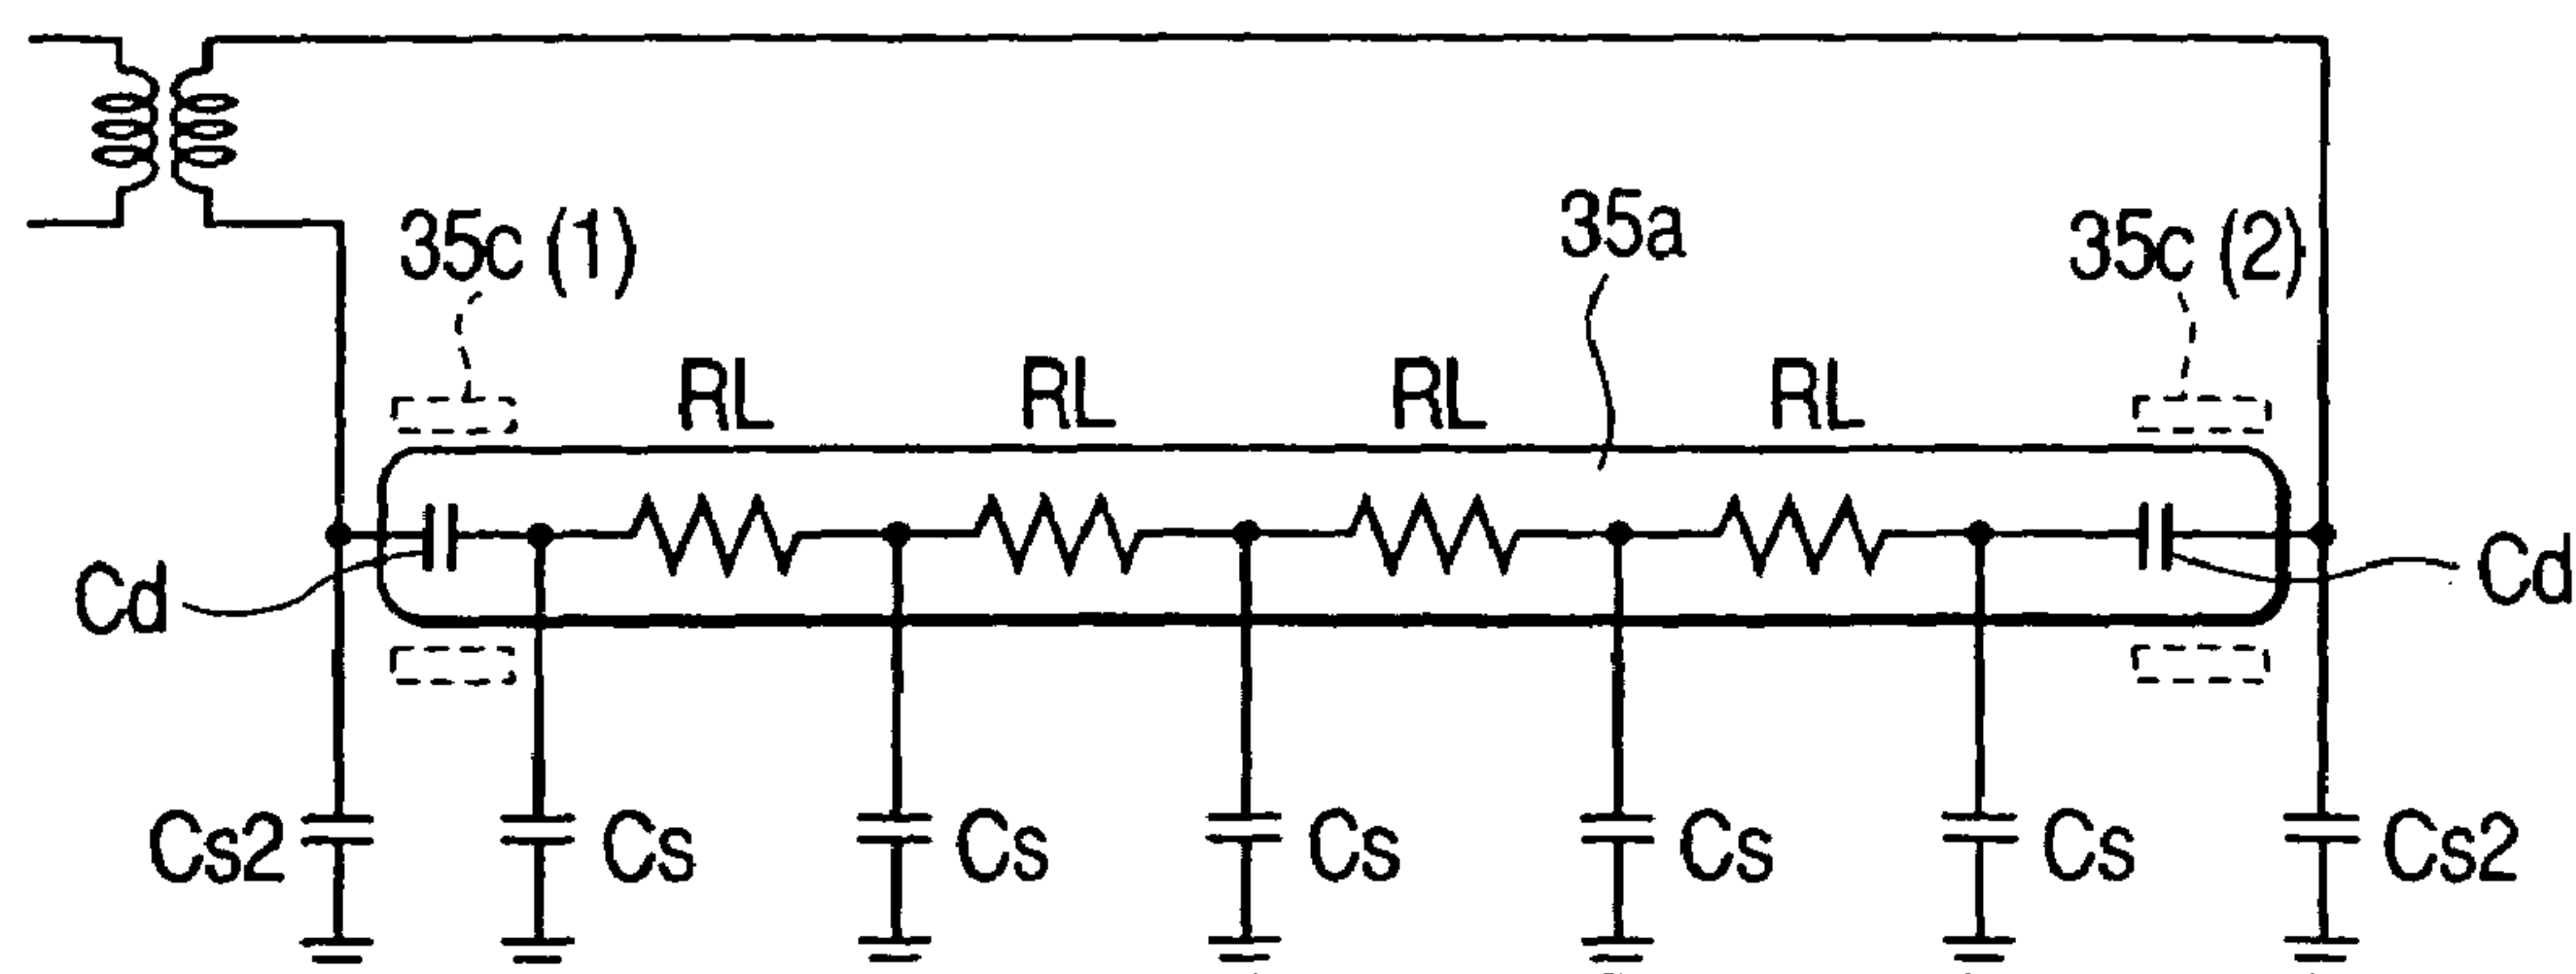 35a
35c (1)
35c (2)
RL RL RL RL
Cd Cd
Cs2 Cs Cs Cs Cs Cs Cs2